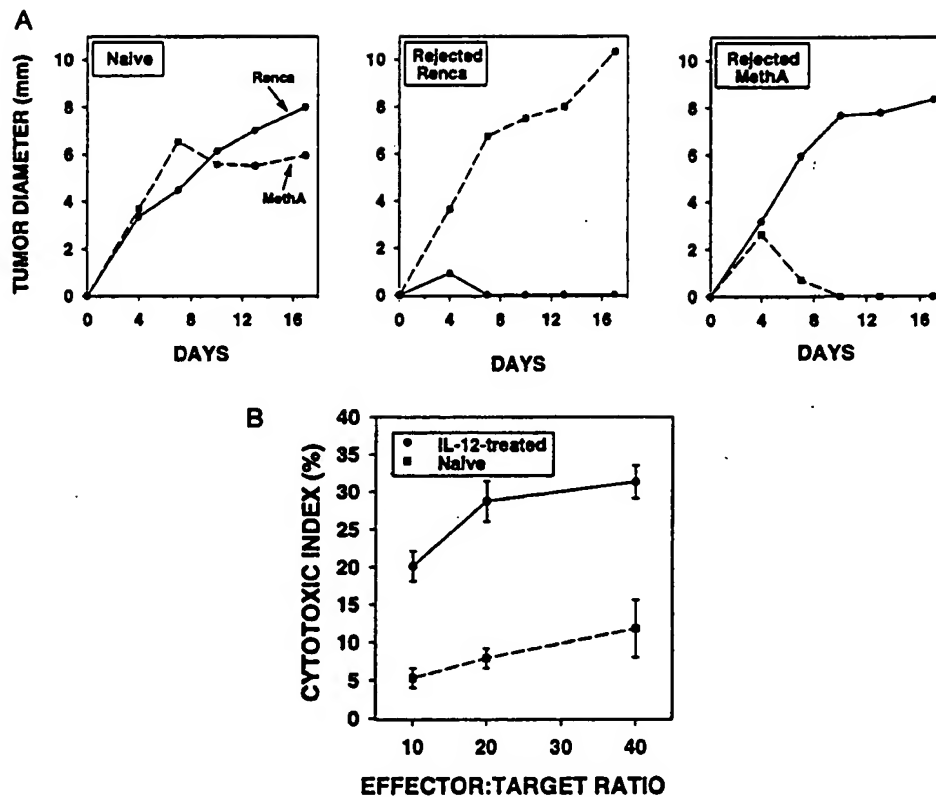 A
TUMOR DIAMETER (mm)
10
8
6
4
2
0
Naive
Renca
MethA
0 4 8 12 16
DAYS
10
8
6
4
2
0
Rejected
Renca
0 4 8 12 16
DAYS
10
8
6
4
2
0
Rejected
MethA
0 4 8 12 16
DAYS
B
CYTOTOXIC INDEX (%)
40
35
30
25
20
15
10
5
0
IL-12-treated
Naive
10 20 30 40
EFFECTOR:TARGET RATIO